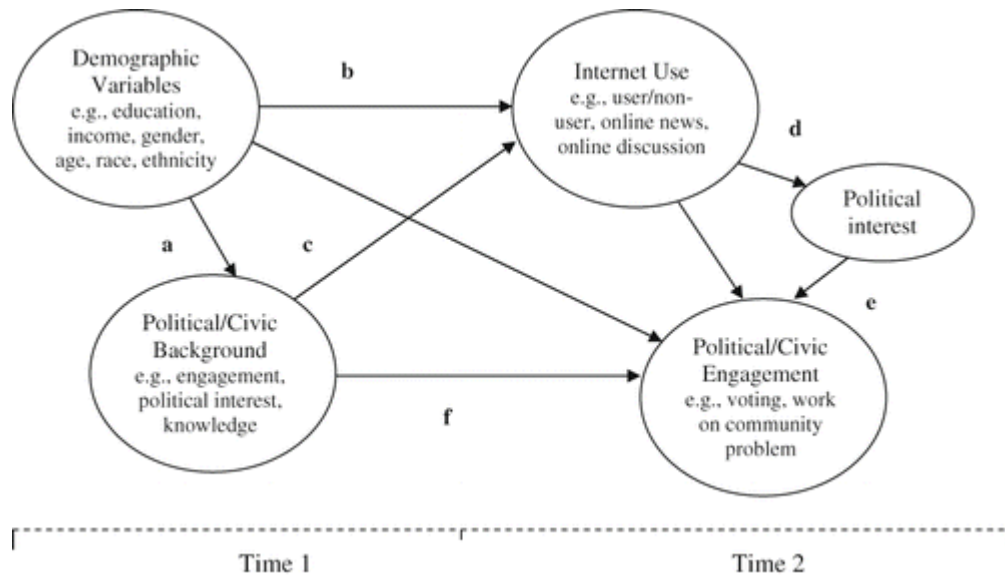 Demographic
Variables
e.g., education,
income, gender,
age, race, ethnicity
b
Internet Use
e.g., user/non-
user, online news,
online discussion
d
Political
interest
a
c
Political/Civic
Background
e.g., engagement,
political interest,
knowledge
e
Political/Civic
Engagement
e.g., voting, work
on community
problem
f
Time 1
Time 2